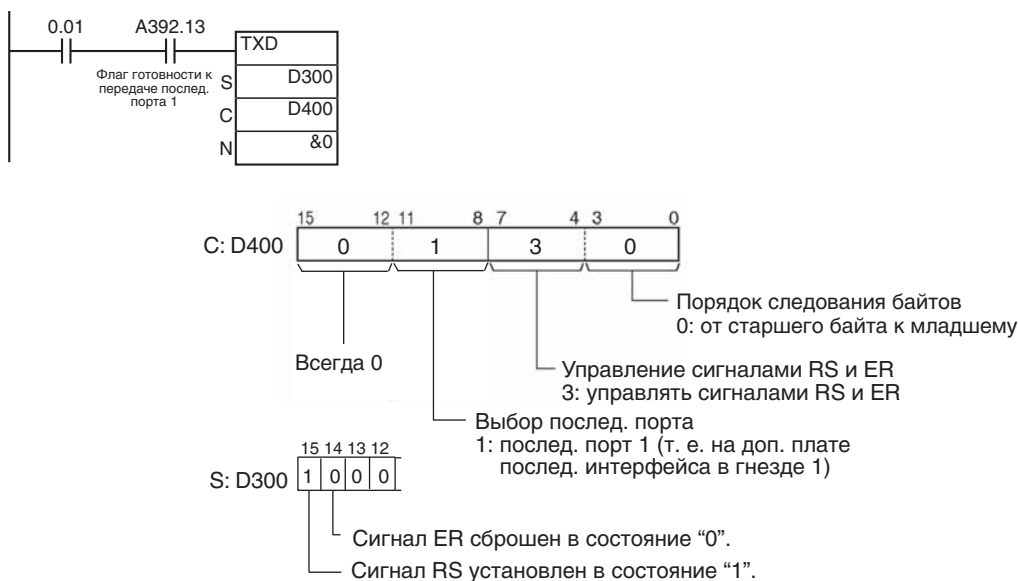 0.01 A392.13
TXD
Флаг готовности к
передаче послед.
порта 1
S D300
C D400
N &0
15 12 11 8 7 4 3 0
C: D400 0 1 3 0
Порядок следования байтов
0: от старшего байта к младшему
Всегда 0
Управление сигналами RS и ER
3: управлять сигналами RS и ER
Выбор послед. порта
1: послед. порт 1 (т. е. на доп. плате
послед. интерфейса в гнезде 1)
15 14 13 12
S: D300 1 0 0 0
Сигнал ER сброшен в состояние “0”.
Сигнал RS установлен в состояние “1”.